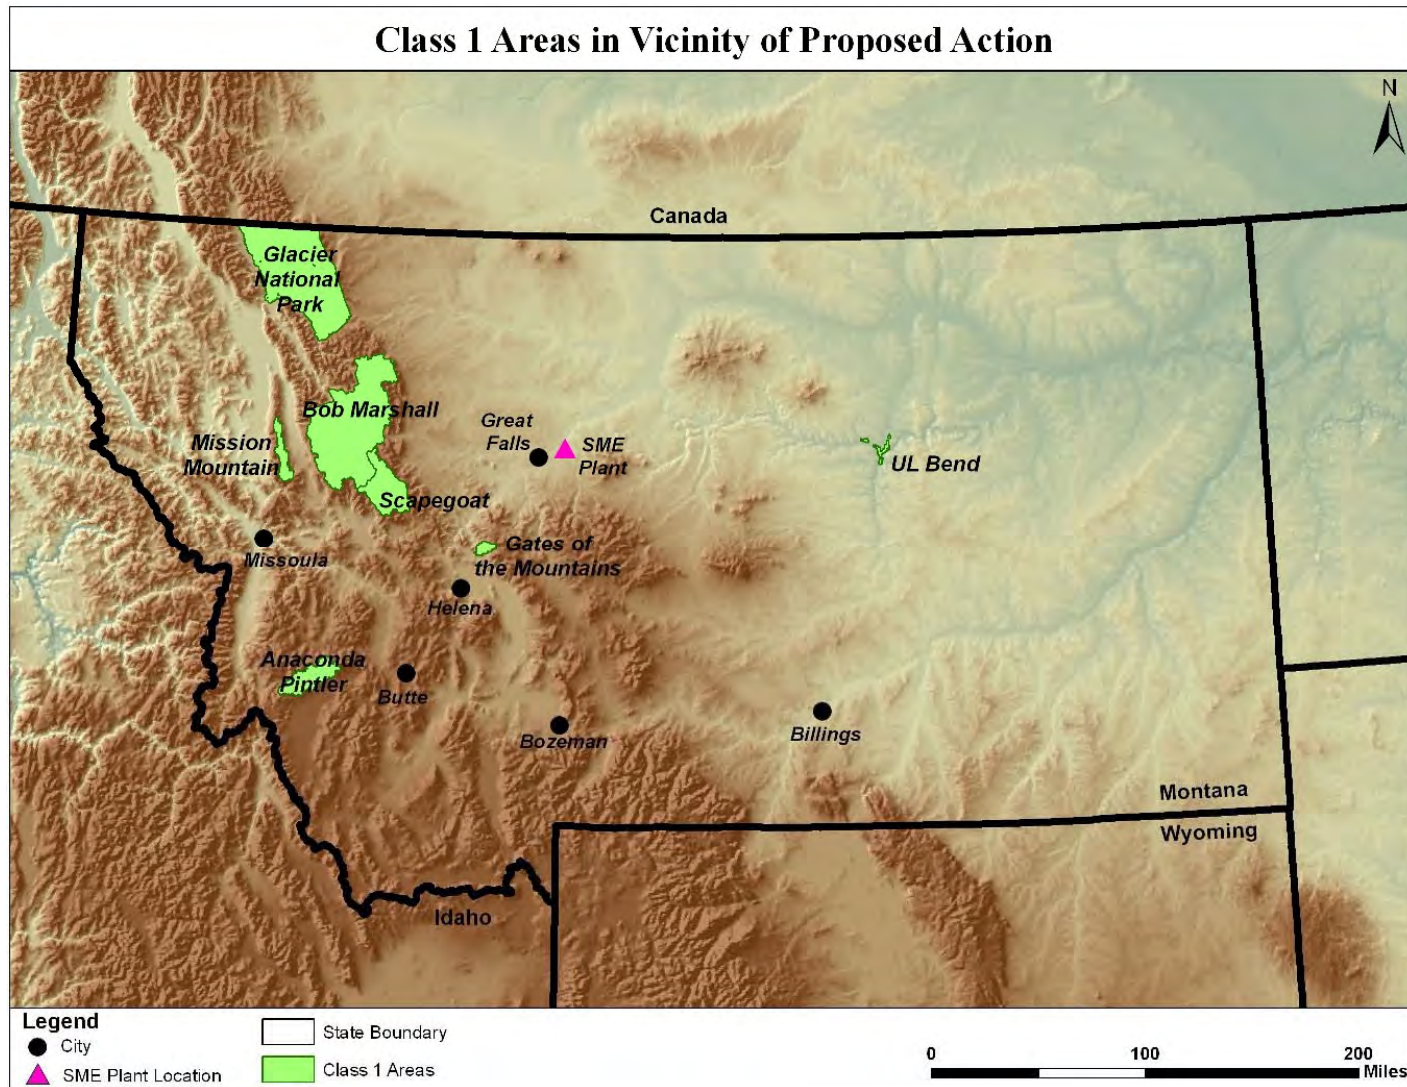 Class 1 Areas in Vicinity of Proposed Action
N
Canada
Glacier
National
Park
Bob Marshall
Mission
Mountain
Great
Falls
SME
Plant
UL Bend
Scapegoat
Missoula
Gates of
the Mountains
Helena
Anaconda
Pintler
Butte
Bozeman
Billings
Montana
Wyoming
Idaho
Legend
City
SME Plant Location
State Boundary
Class 1 Areas
0 100 200
Miles